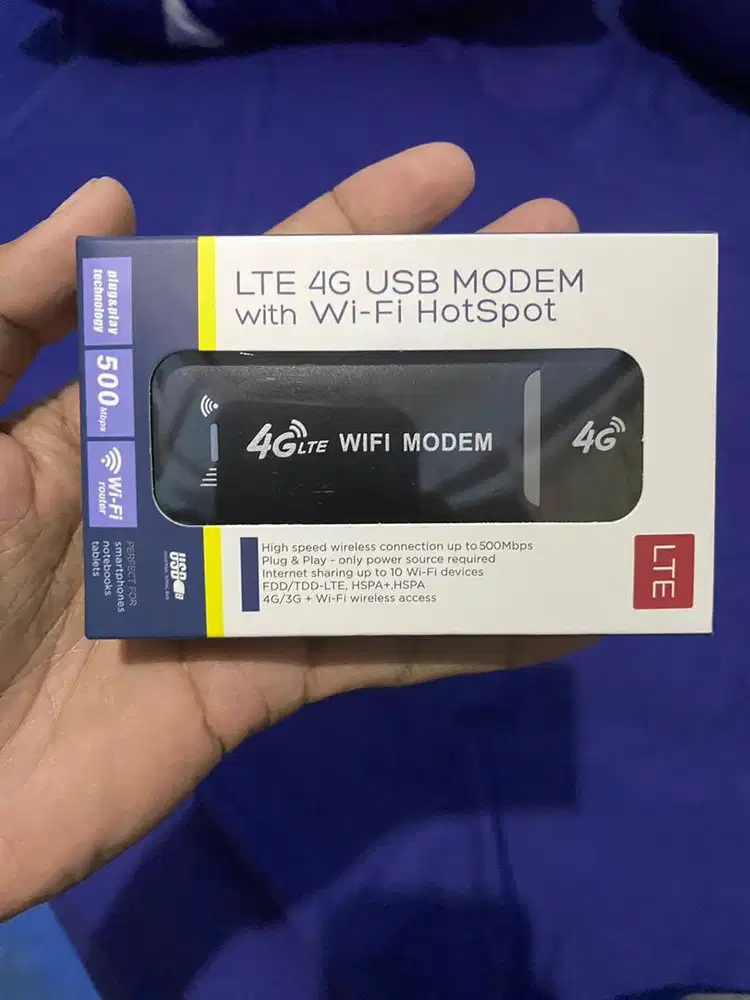 LTE 4G USB MODEM
with Wi-Fi HotSpot
plug&play
technology
500 Mbps
Wi-Fi
router
PERFECT FOR
smartphones
notebooks
tablets
USB
4G LTE WIFI MODEM
4G
High speed wireless connection up to 500Mbps
Plug & Play - only power source required
Internet sharing up to 10 Wi-Fi devices
FDD/TDD-LTE, HSPA+,HSPA
4G/3G + Wi-Fi wireless access
LTE